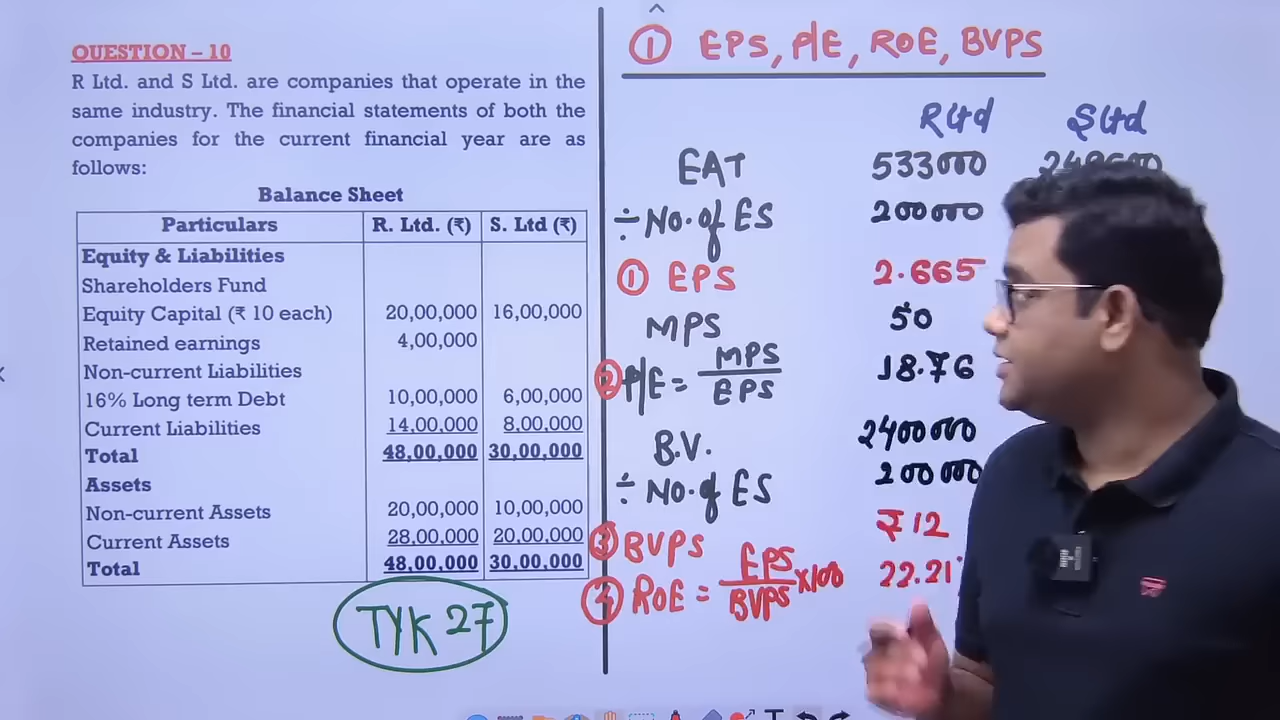 QUESTION – 10
R Ltd. and S Ltd. are companies that operate in the
same industry. The financial statements of both the
companies for the current financial year are as
follows:
Balance Sheet
Particulars R. Ltd. (₹) S. Ltd (₹)
Equity & Liabilities
Shareholders Fund
Equity Capital (₹ 10 each) 20,00,000 16,00,000
Retained earnings 4,00,000
Non-current Liabilities
16% Long term Debt 10,00,000 6,00,000
Current Liabilities 14,00,000 8,00,000
Total 48,00,000 30,00,000
Assets
Non-current Assets 20,00,000 10,00,000
Current Assets 28,00,000 20,00,000
Total 48,00,000 30,00,000
TYK 27
① EPS, P/E, ROE, BVPS
R Ltd S Ltd
EAT 533000
÷ No. of ES 200000
① EPS 2.665
MPS 50
② P/E = MPS / EPS 18.76
B.V. 2400000
÷ No. of ES 200000
③ BVPS ₹12
④ ROE = EPS / BVPS ×100 22.21